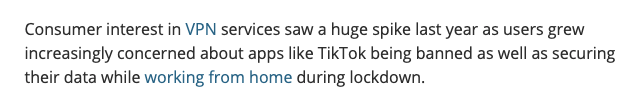 Consumer interest in VPN services saw a huge spike last year as users grew
increasingly concerned about apps like TikTok being banned as well as securing
their data while working from home during lockdown.